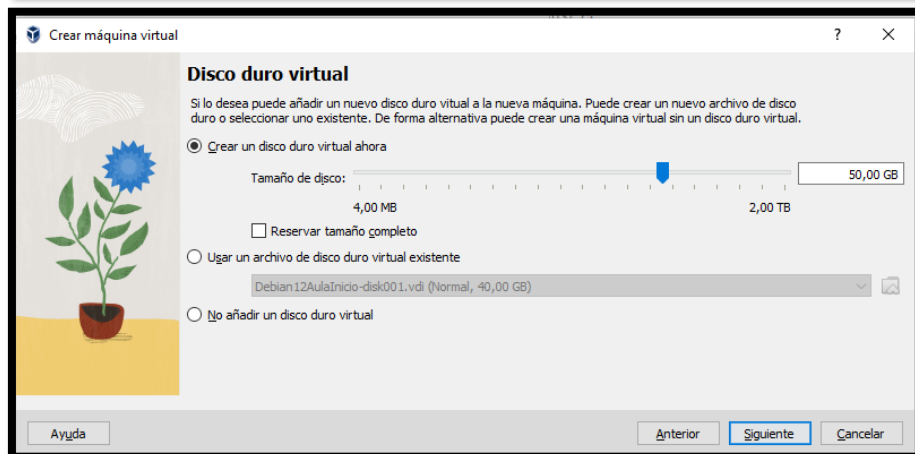 Crear máquina virtual
?
Disco duro virtual
Si lo desea puede añadir un nuevo disco duro vitual a la nueva máquina. Puede crear un nuevo archivo de disco
duro o seleccionar uno existente. De forma alternativa puede crear una máquina virtual sin un disco duro virtual.
Crear un disco duro virtual ahora
Tamaño de disco:
50,00 GB
4,00 MB
2,00 TB
Reservar tamaño completo
Usar un archivo de disco duro virtual existente
Debian12AulaInicio-disk001.vdi (Normal, 40,00 GB)
No añadir un disco duro virtual
Ayuda
Anterior
Siguiente
Cancelar